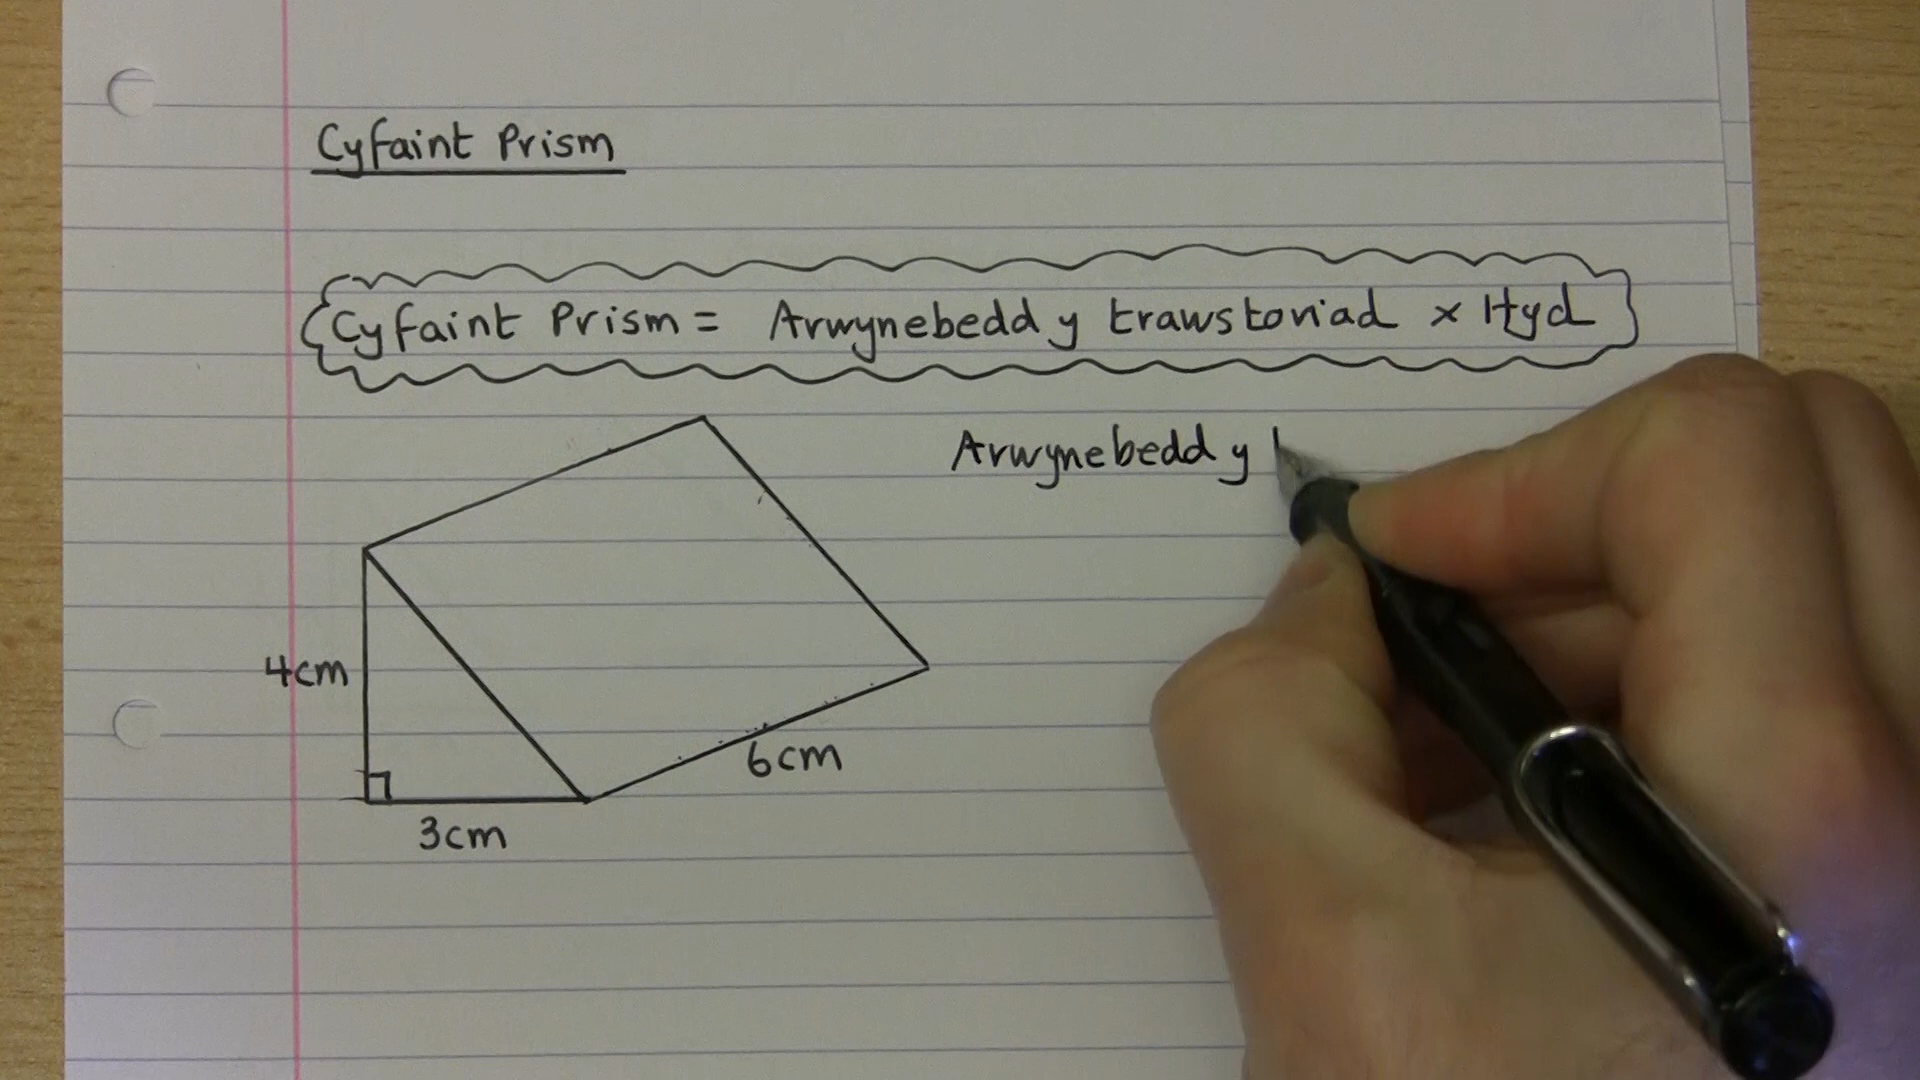 Cyfaint Prism
Cyfaint Prism = Arwynebedd y trawstoriad × Hyd
Arwynebedd y
4cm
6cm
3cm